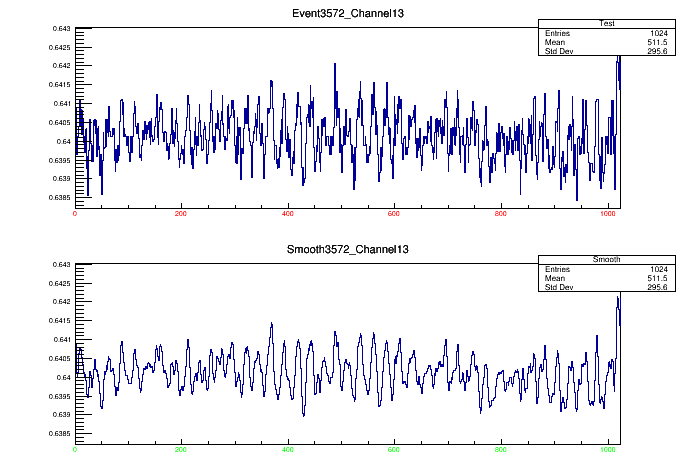 Event3572_Channel13
Test
Entries 1024
Mean 511.5
Std Dev 295.6
0.643
0.6425
0.642
0.6415
0.641
0.6405
0.64
0.6395
0.639
0.6385
0 200 400 600 800 1000
Smooth3572_Channel13
Smooth
Entries 1024
Mean 511.5
Std Dev 295.6
0.643
0.6425
0.642
0.6415
0.641
0.6405
0.64
0.6395
0.639
0.6385
0 200 400 600 800 1000